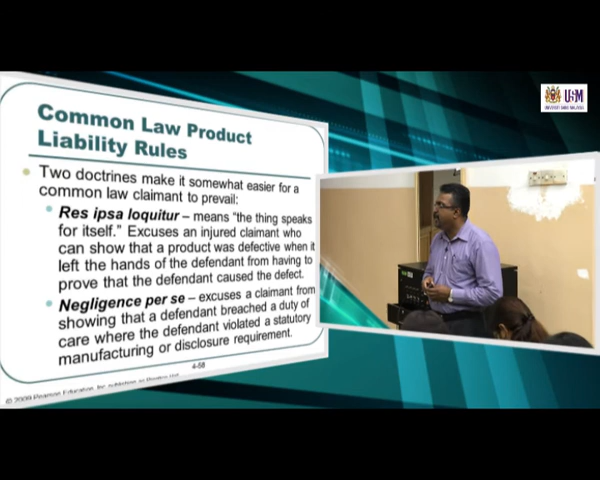 Common Law Product
Liability Rules
Two doctrines make it somewhat easier for a
common law claimant to prevail:
Res ipsa loquitur – means “the thing speaks
for itself.” Excuses an injured claimant who
can show that a product was defective when it
left the hands of the defendant from having to
prove that the defendant caused the defect.
Negligence per se – excuses a claimant from
showing that a defendant breached a duty of
care where the defendant violated a statutory
manufacturing or disclosure requirement.
4-58
© 2009 Pearson Education, Inc. publishing as
USM
UNIVERSITI SAINS MALAYSIA